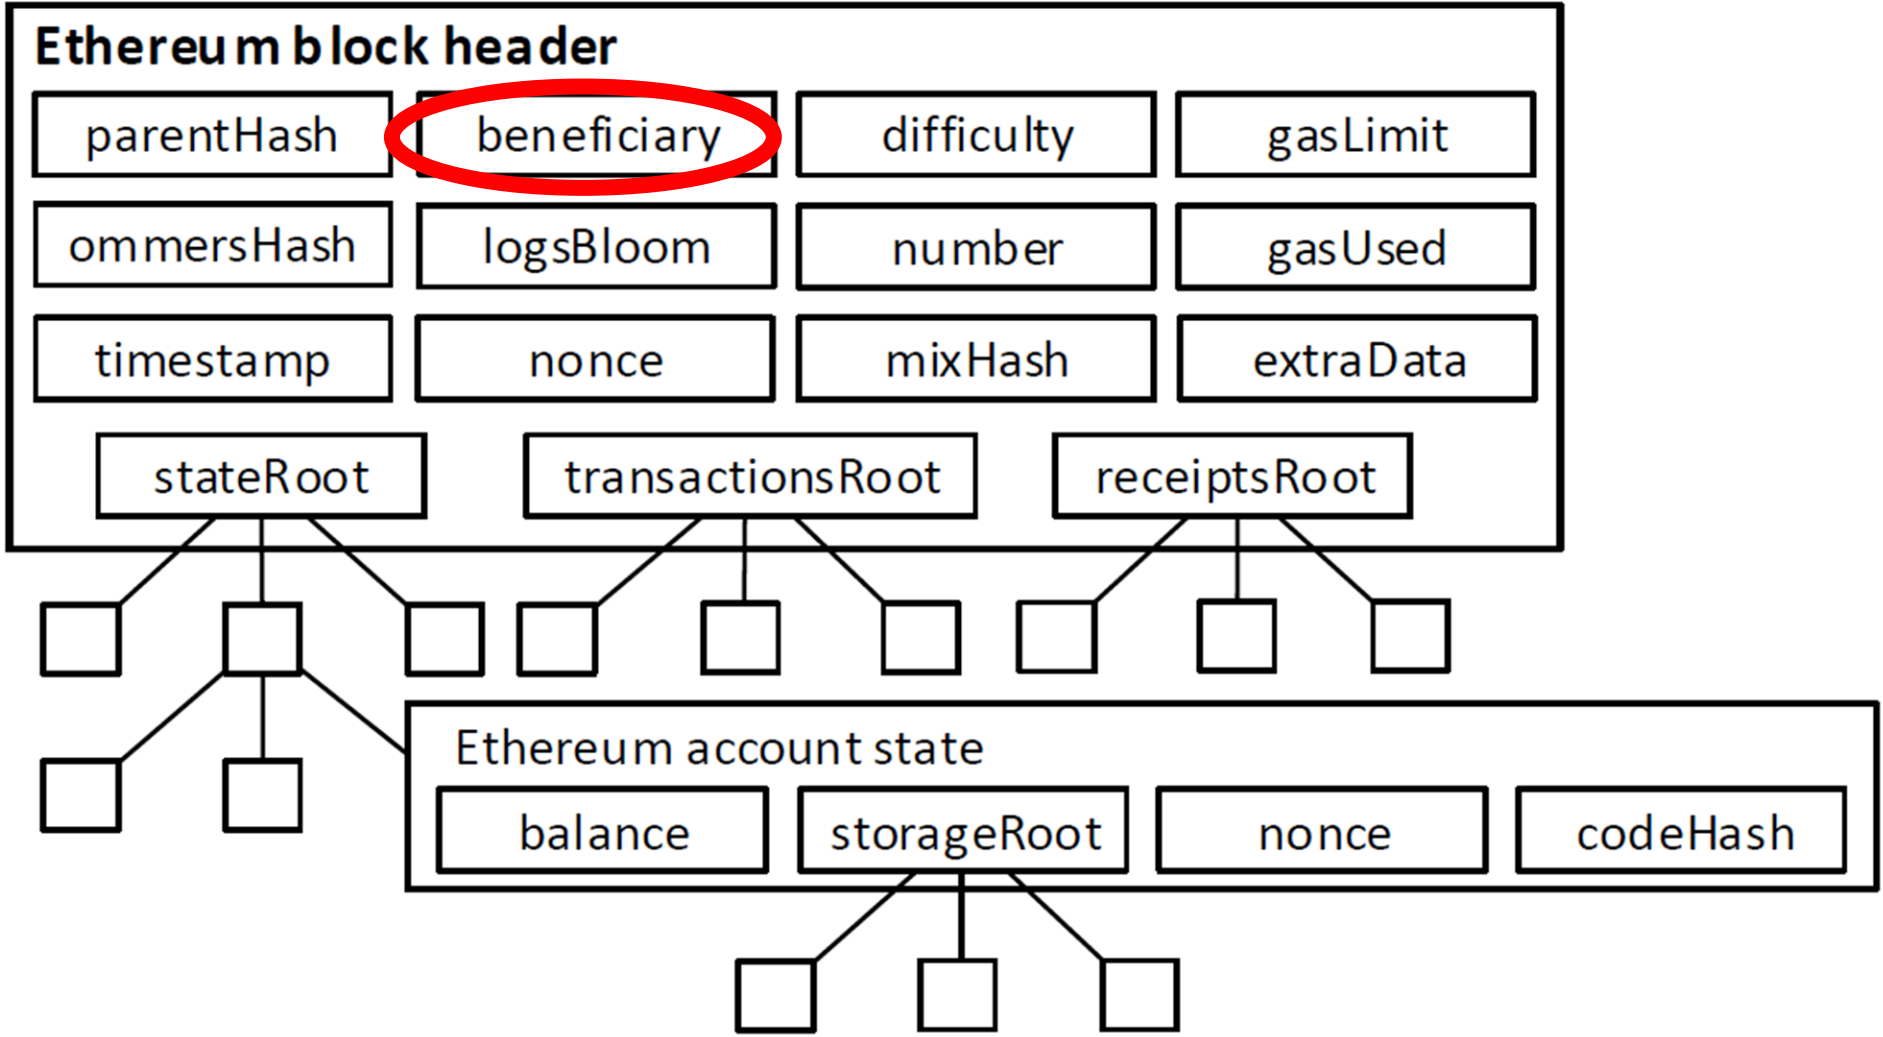 Ethereum block header
parentHash beneficiary difficulty gasLimit
ommersHash logsBloom number gasUsed
timestamp nonce mixHash extraData
stateRoot transactionsRoot receiptsRoot
Ethereum account state
balance storageRoot nonce codeHash